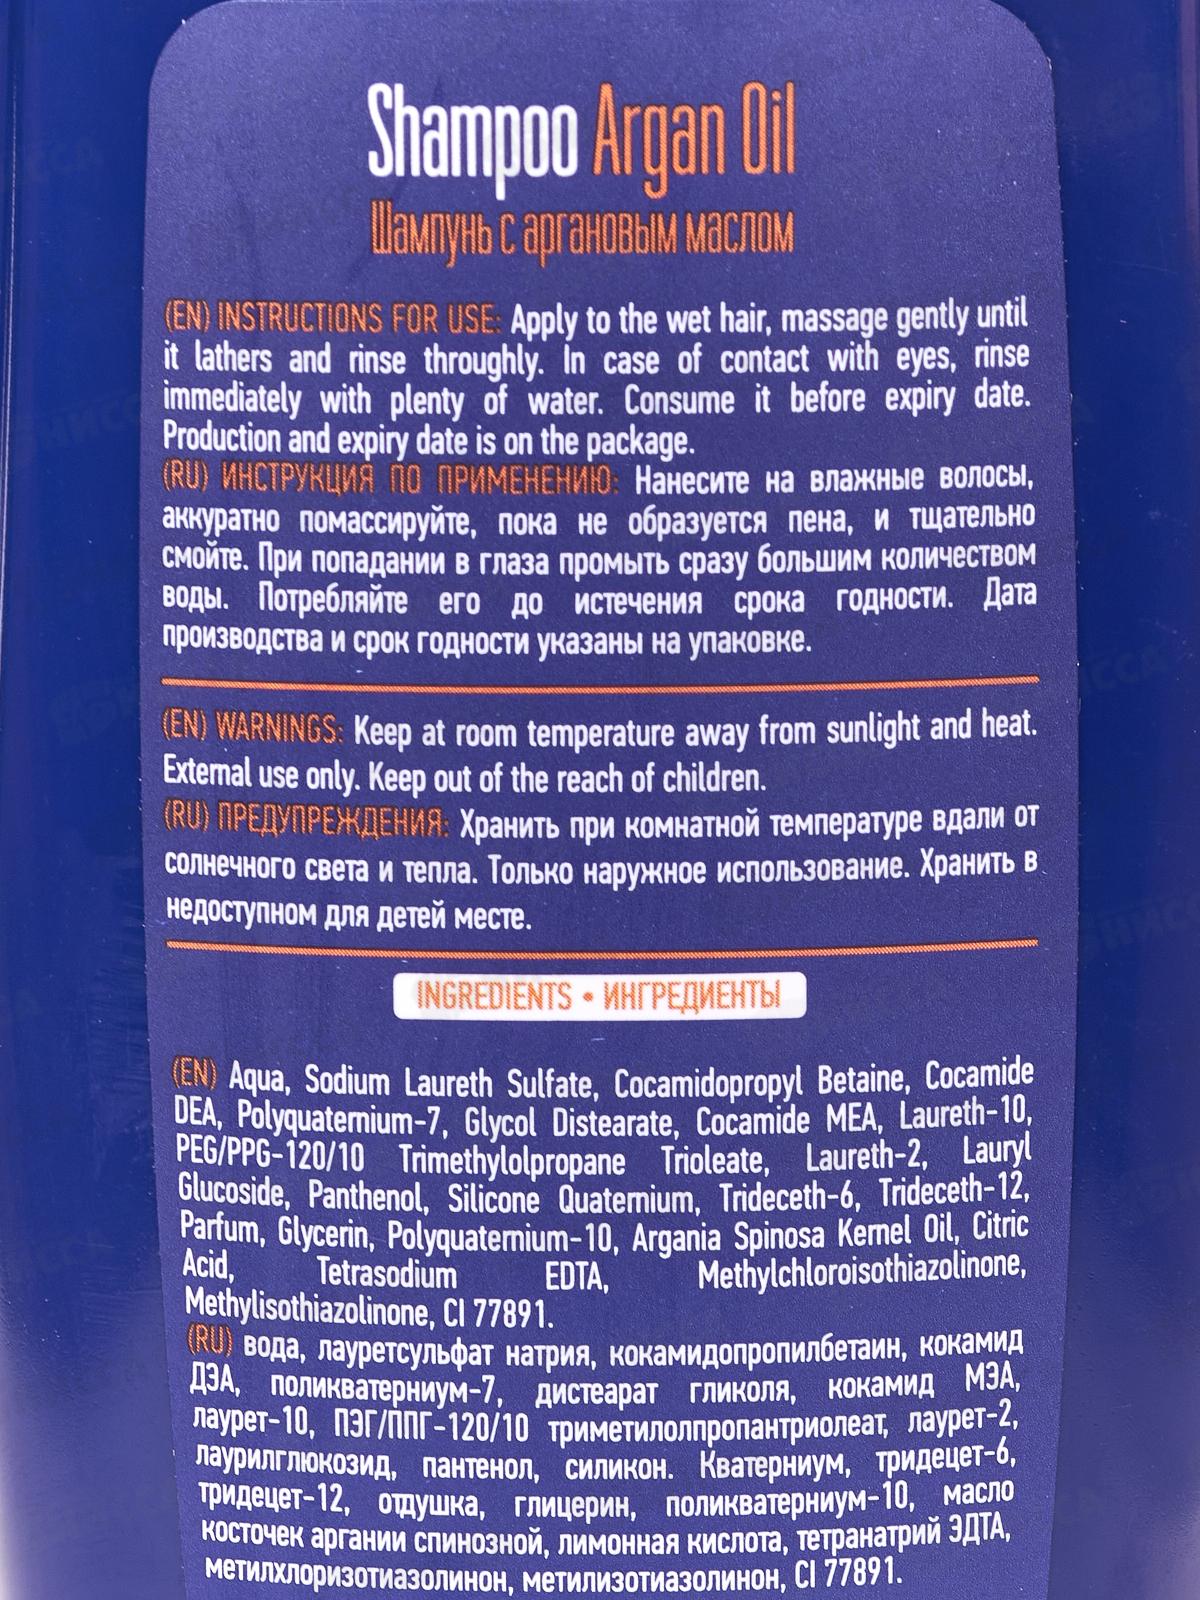 Shampoo Argan Oil
Шампунь с аргановым маслом
(EN) INSTRUCTIONS FOR USE: Apply to the wet hair, massage gently until
it lathers and rinse throughly. In case of contact with eyes, rinse
immediately with plenty of water. Consume it before expiry date.
Production and expiry date is on the package.
(RU) ИНСТРУКЦИЯ ПО ПРИМЕНЕНИЮ: Нанесите на влажные волосы,
аккуратно помассируйте, пока не образуется пена, и тщательно
смойте. При попадании в глаза промыть сразу большим количеством
воды. Потребляйте его до истечения срока годности. Дата
производства и срок годности указаны на упаковке.
(EN) WARNINGS: Keep at room temperature away from sunlight and heat.
External use only. Keep out of the reach of children.
(RU) ПРЕДУПРЕЖДЕНИЯ: Хранить при комнатной температуре вдали от
солнечного света и тепла. Только наружное использование. Хранить в
недоступном для детей месте.
INGREDIENTS • ИНГРЕДИЕНТЫ
(EN) Aqua, Sodium Laureth Sulfate, Cocamidopropyl Betaine, Cocamide
DEA, Polyquaternium-7, Glycol Distearate, Cocamide MEA, Laureth-10,
PEG/PPG-120/10 Trimethylolpropane Trioleate, Laureth-2, Lauryl
Glucoside, Panthenol, Silicone Quaternium, Trideceth-6, Trideceth-12,
Parfum, Glycerin, Polyquaternium-10, Argania Spinosa Kernel Oil, Citric
Acid, Tetrasodium EDTA, Methylchloroisothiazolinone,
Methylisothiazolinone, CI 77891.
(RU) вода, лауретсульфат натрия, кокамидопропилбетаин, кокамид
ДЭА, поликватерниум-7, дистеарат гликоля, кокамид МЭА,
лаурет-10, ПЭГ/ППГ-120/10 триметилолпропантриолеат, лаурет-2,
лаурилглюкозид, пантенол, силикон. Кватерниум, тридецет-6,
тридецет-12, отдушка, глицерин, поликватерниум-10, масло
косточек аргании спинозной, лимонная кислота, тетранатрий ЭДТА,
метилхлоризотиазолинон, метилизотиазолинон, CI 77891.